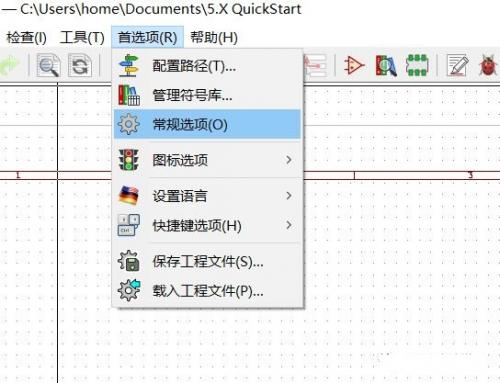 — C:\Users\home\Documents\5.X QuickStart
检查(I) 工具(T) 首选项(R) 帮助(H)
配置路径(T)...
管理符号库...
常规选项(O)
1 3
图标选项
设置语言
Ctrl
快捷键选项(H)
保存工程文件(S)...
载入工程文件(P)...